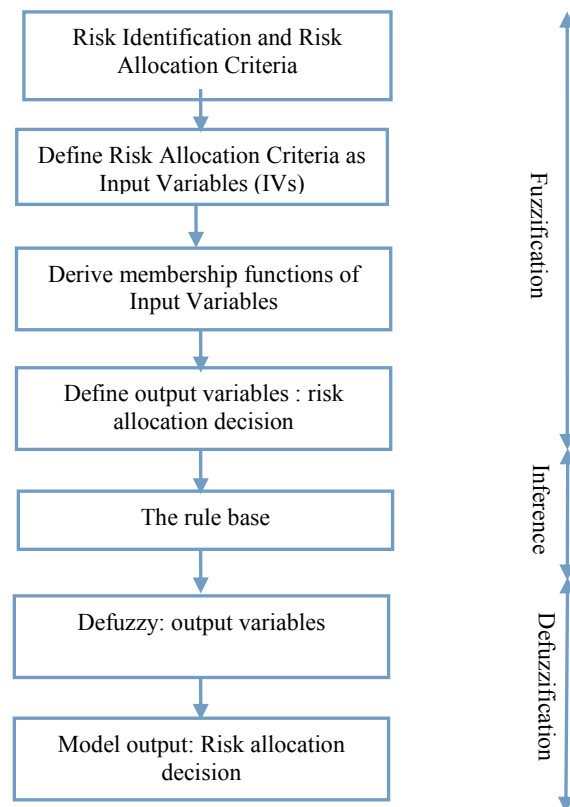 Risk Identification and Risk
Allocation Criteria
Define Risk Allocation Criteria as
Input Variables (IVs)
Derive membership functions of
Input Variables
Define output variables : risk
allocation decision
The rule base
Defuzzy: output variables
Model output: Risk allocation
decision
Fuzzification
Inference
Defuzzification